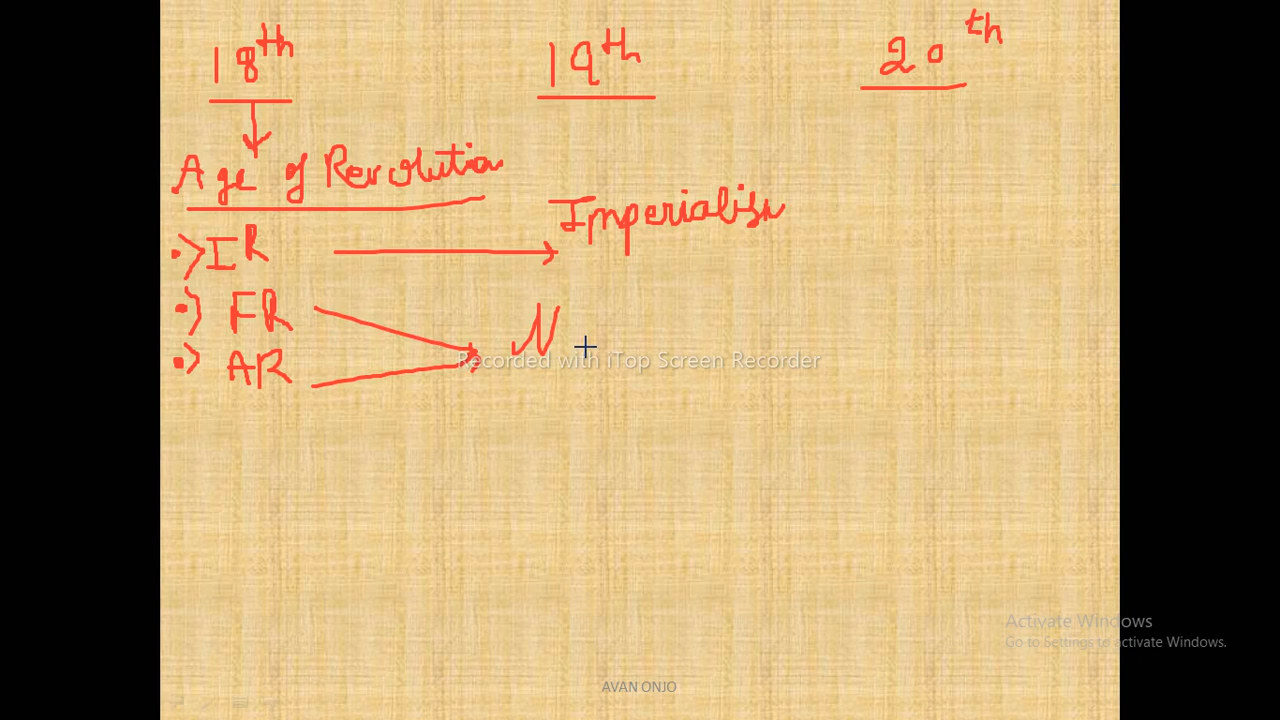 18th
19th
20th
Age of Revolution
Imperialism
•> IR
•) FR
•) AR
N
Recorded with iTop Screen Recorder
Activate Windows
Go to Settings to activate Windows.
AVAN ONJO